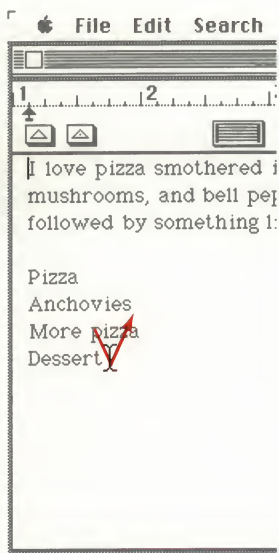 File Edit Search
1 2
I love pizza smothered i
mushrooms, and bell pep
followed by something l
Pizza
Anchovies
More pizza
Dessert